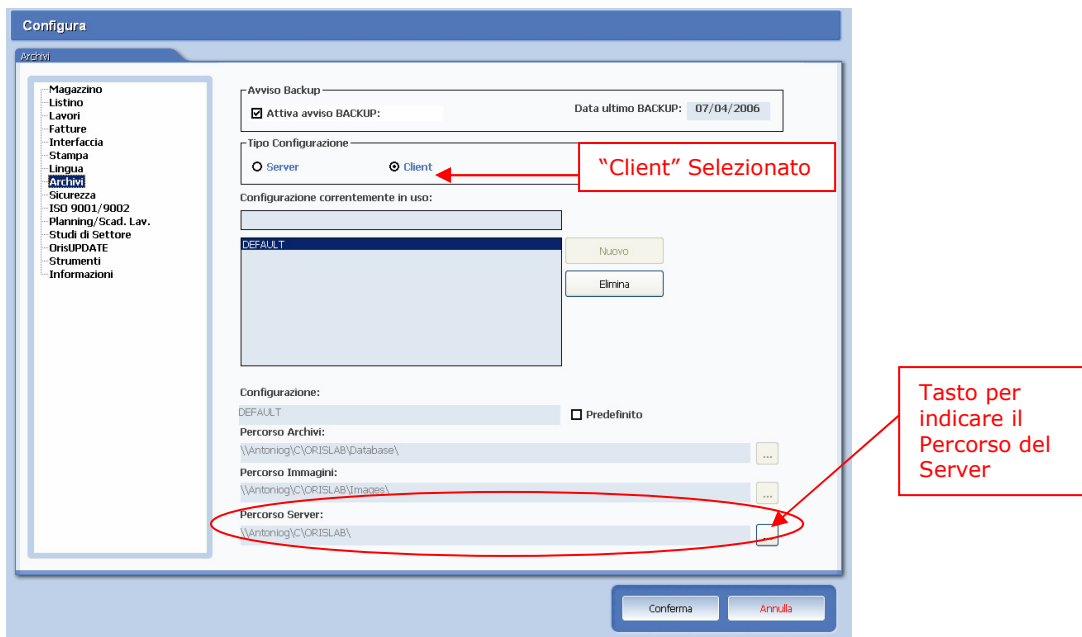 Configura
Archivi
Magazzino
Listino
Lavori
Fatture
Interfaccia
Stampa
Lingua
Archivi
Sicurezza
ISO 9001/9002
Planning/Scad. Lav.
Studi di Settore
OrisUPDATE
Strumenti
Informazioni
Avviso Backup
Attiva avviso BACKUP:
Data ultimo BACKUP: 07/04/2006
Tipo Configurazione
Server
Client
“Client” Selezionato
Configurazione correntemente in uso:
DEFAULT
Nuovo
Elimina
Configurazione:
DEFAULT
Predefinito
Percorso Archivi:
\\Antoniog\C\ORISLAB\Database\
...
Percorso Immagini:
\\Antoniog\C\ORISLAB\Images\
...
Percorso Server:
\\Antoniog\C\ORISLAB\
...
Tasto per
indicare il
Percorso del
Server
Conferma
Annulla